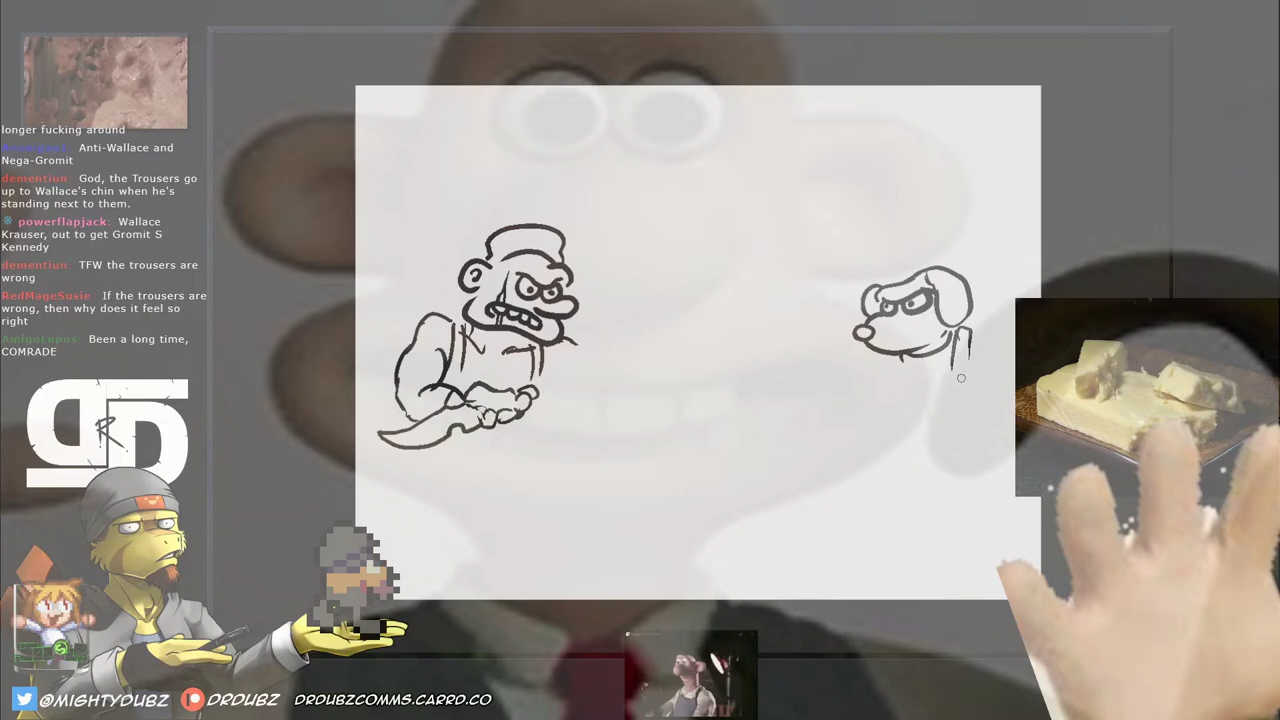 longer fucking around
Anti-Wallace and
Nega-Gromit
dementiun: God, the Trousers go
up to Wallace's chin when he's
standing next to them.
powerflapjack: Wallace
Krauser, out to get Gromit S
Kennedy
dementiun: TFW the trousers are
wrong
RedMageSusie: If the trousers are
wrong, then why does it feel so
right
AmigoLupus: Been a long time,
COMRADE
DRD
@MIGHTYDUBZ DRDUBZ DRDUBZCOMMS.CARRD.CO